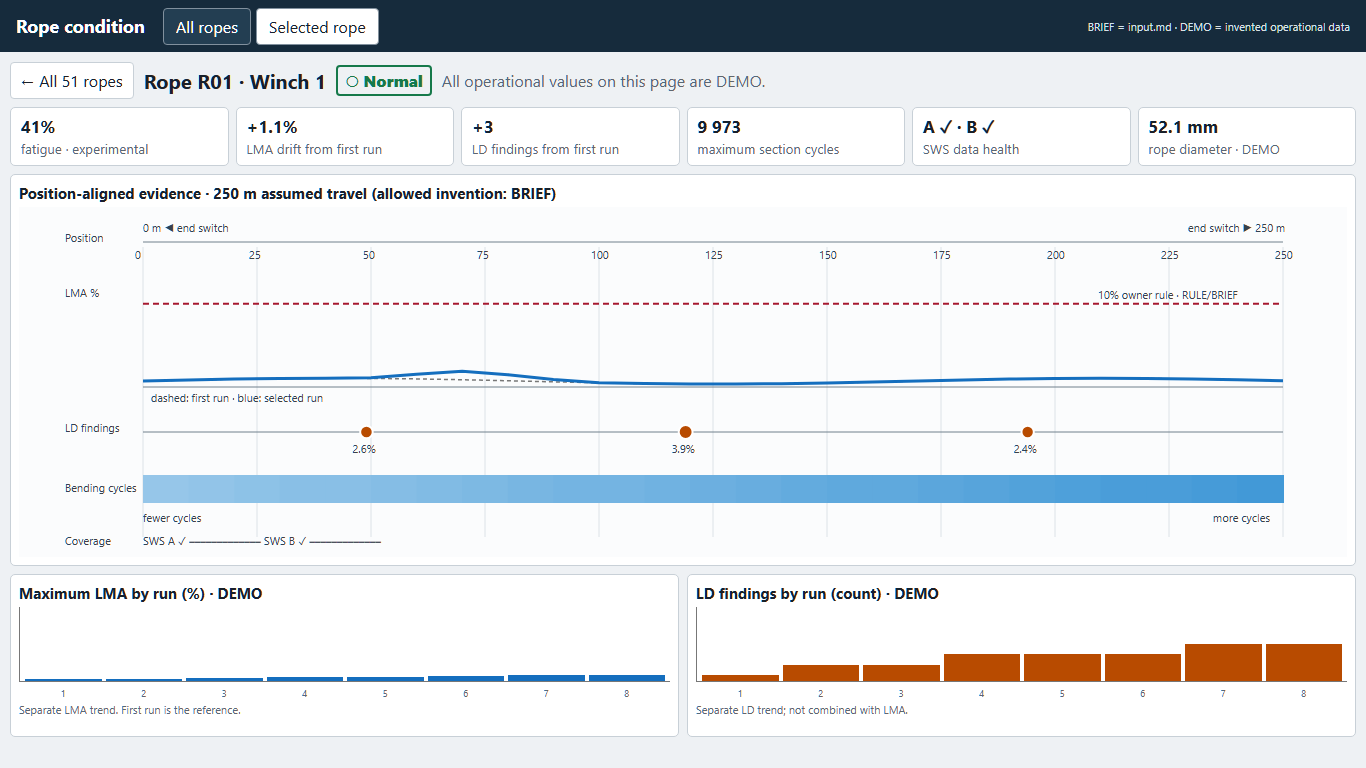 Rope condition
All ropes
Selected rope
BRIEF = input.md · DEMO = invented operational data
← All 51 ropes
Rope R01 · Winch 1
○ Normal
All operational values on this page are DEMO.
41%
fatigue · experimental
+1.1%
LMA drift from first run
+3
LD findings from first run
9 973
maximum section cycles
A ✓ · B ✓
SWS data health
52.1 mm
rope diameter · DEMO
Position-aligned evidence · 250 m assumed travel (allowed invention: BRIEF)
0 m ◄ end switch
end switch ► 250 m
Position
0 25 50 75 100 125 150 175 200 225 250
LMA %
10% owner rule · RULE/BRIEF
dashed: first run · blue: selected run
LD findings
2.6% 3.9% 2.4%
Bending cycles
fewer cycles
more cycles
Coverage
SWS A ✓ ──────────── SWS B ✓ ────────────
Maximum LMA by run (%) · DEMO
1 2 3 4 5 6 7 8
Separate LMA trend. First run is the reference.
LD findings by run (count) · DEMO
1 2 3 4 5 6 7 8
Separate LD trend; not combined with LMA.